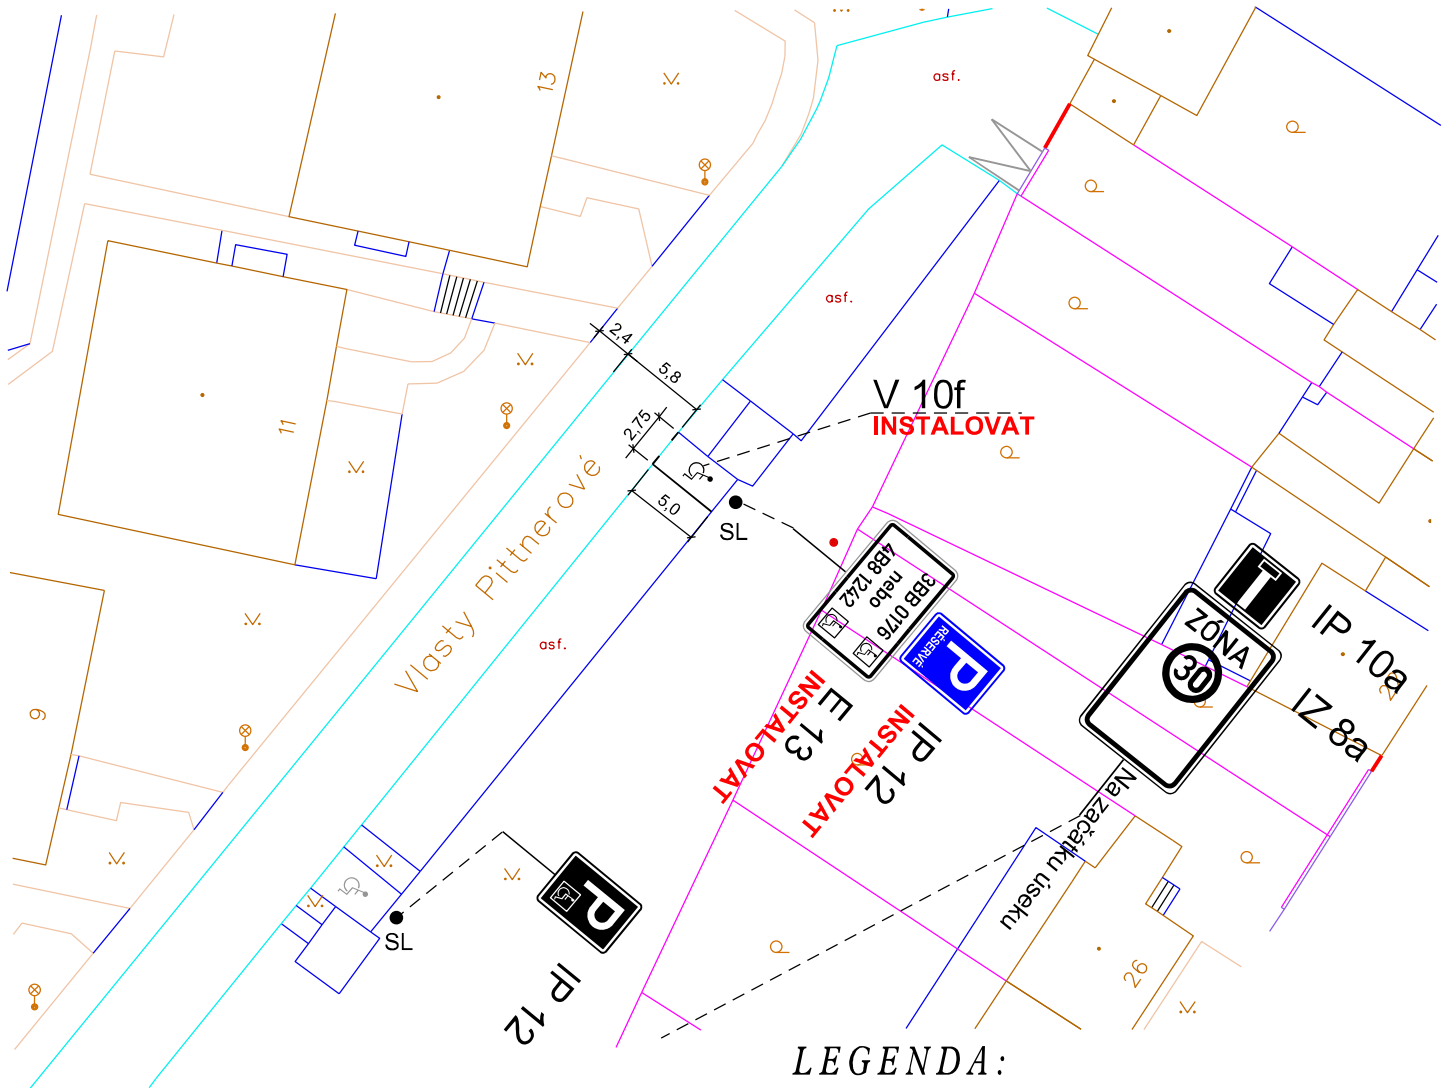 13
asf.
asf.
2,4
5,8
V 10f
INSTALOVAT
2,75
11
5,0
SL
Vlasty Pittnerové
asf.
3BB 0176
nebo
4B8 1242
RÉSERVÉ
P
ZÓNA
30
IP 10a
IZ 8a
E 13
INSTALOVAT
IP 12
INSTALOVAT
Na začátku úseku
9
P
SL
IP 12
26
LEGENDA: